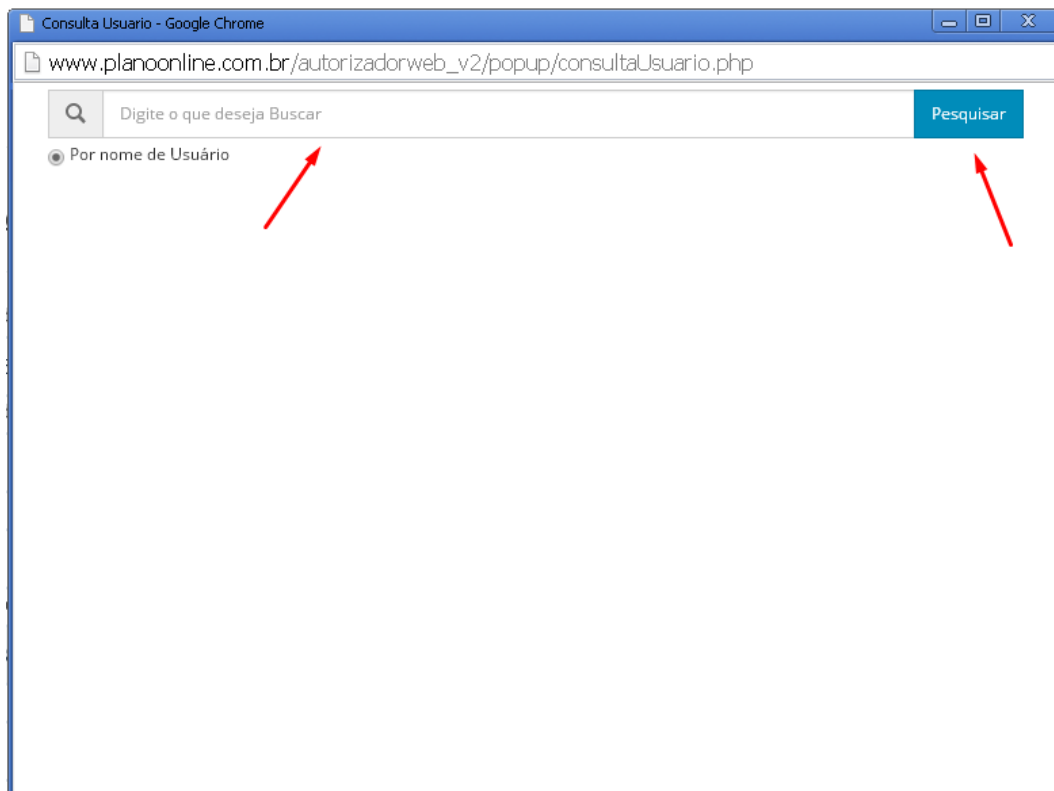 Consulta Usuario - Google Chrome
www.planoonline.com.br/autorizadorweb_v2/popup/consultaUsuario.php
Digite o que deseja Buscar Pesquisar
Por nome de Usuário